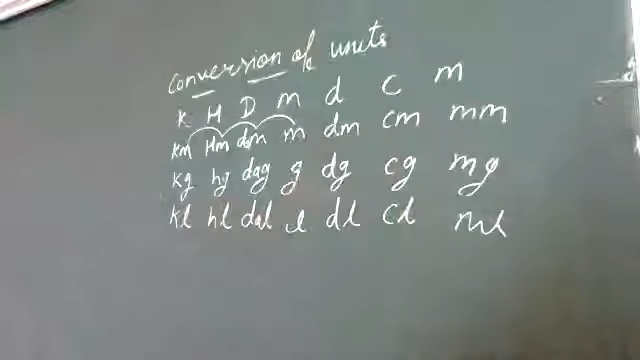 conversion of units
K H D m d C m
Km Hm dam m dm cm mm
kg hg dag g dg cg mg
kl hl dal l dl cl ml